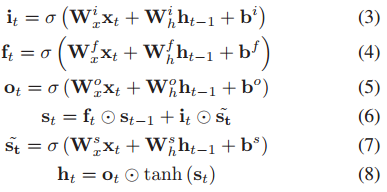 i_t = σ (W_x^i x_t + W_h^i h_{t−1} + b^i) (3)
f_t = σ (W_x^f x_t + W_h^f h_{t−1} + b^f) (4)
o_t = σ (W_x^o x_t + W_h^o h_{t−1} + b^o) (5)
s_t = f_t ⊙ s_{t−1} + i_t ⊙ s̃_t (6)
s̃_t = σ (W_x^s x_t + W_h^s h_{t−1} + b^s) (7)
h_t = o_t ⊙ tanh (s_t) (8)